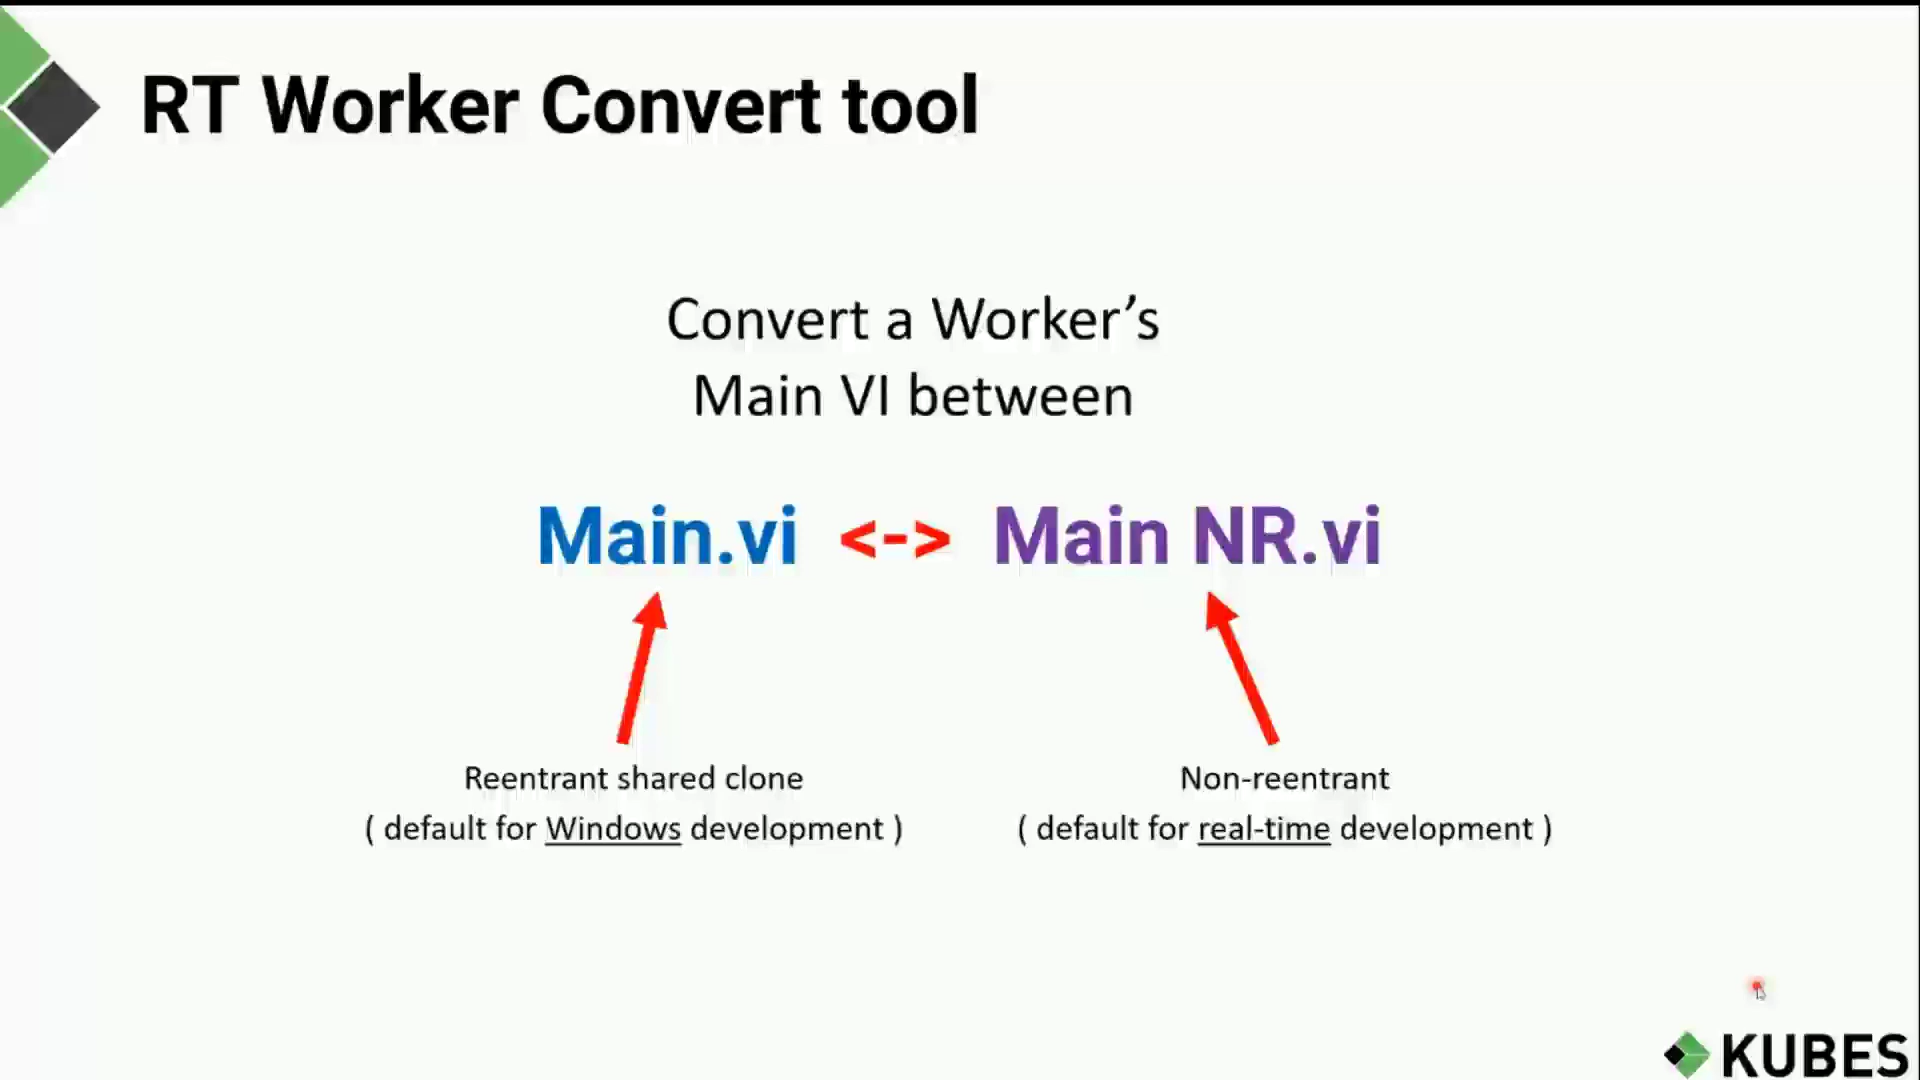 RT Worker Convert tool
Convert a Worker’s
Main VI between
Main.vi <-> Main NR.vi
Reentrant shared clone
( default for Windows development )
Non-reentrant
( default for real-time development )
KUBES